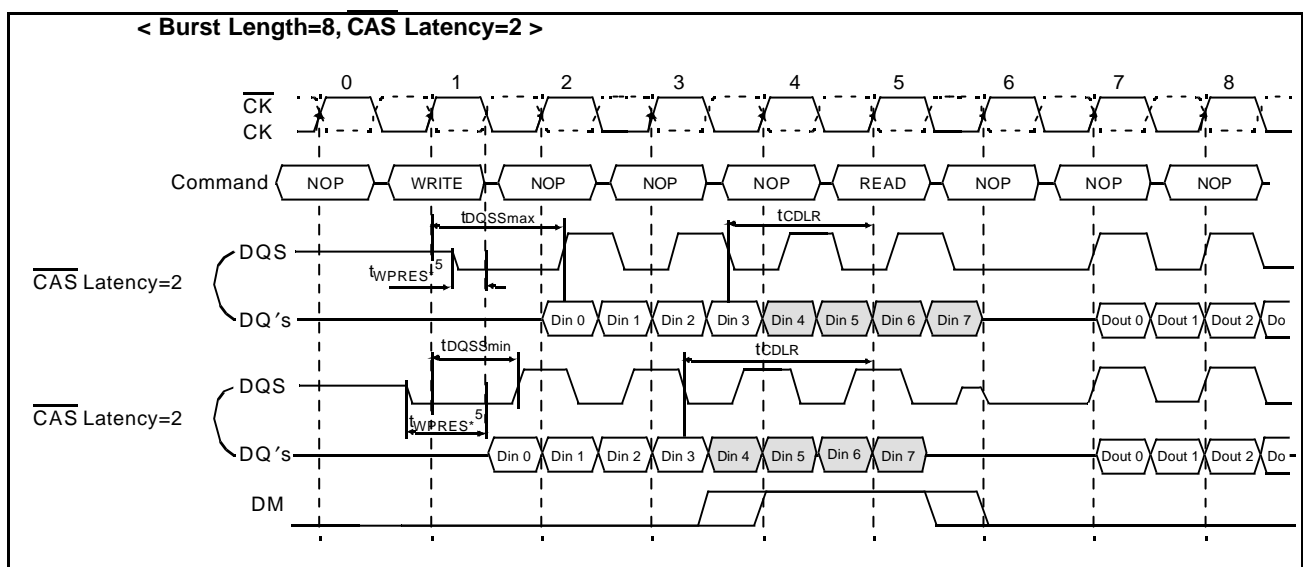 < Burst Length=8, CAS Latency=2 >
0 1 2 3 4 5 6 7 8
CK
CK
Command NOP WRITE NOP NOP NOP READ NOP NOP NOP
tDQSSmax tCDLR
DQS
tWPRES*5
CAS Latency=2
DQ's Din 0 Din 1 Din 2 Din 3 Din 4 Din 5 Din 6 Din 7 Dout 0 Dout 1 Dout 2 Do
tDQSSmin tCDLR
DQS
CAS Latency=2
tWPRES*5
DQ's Din 0 Din 1 Din 2 Din 3 Din 4 Din 5 Din 6 Din 7 Dout 0 Dout 1 Dout 2 Do
DM